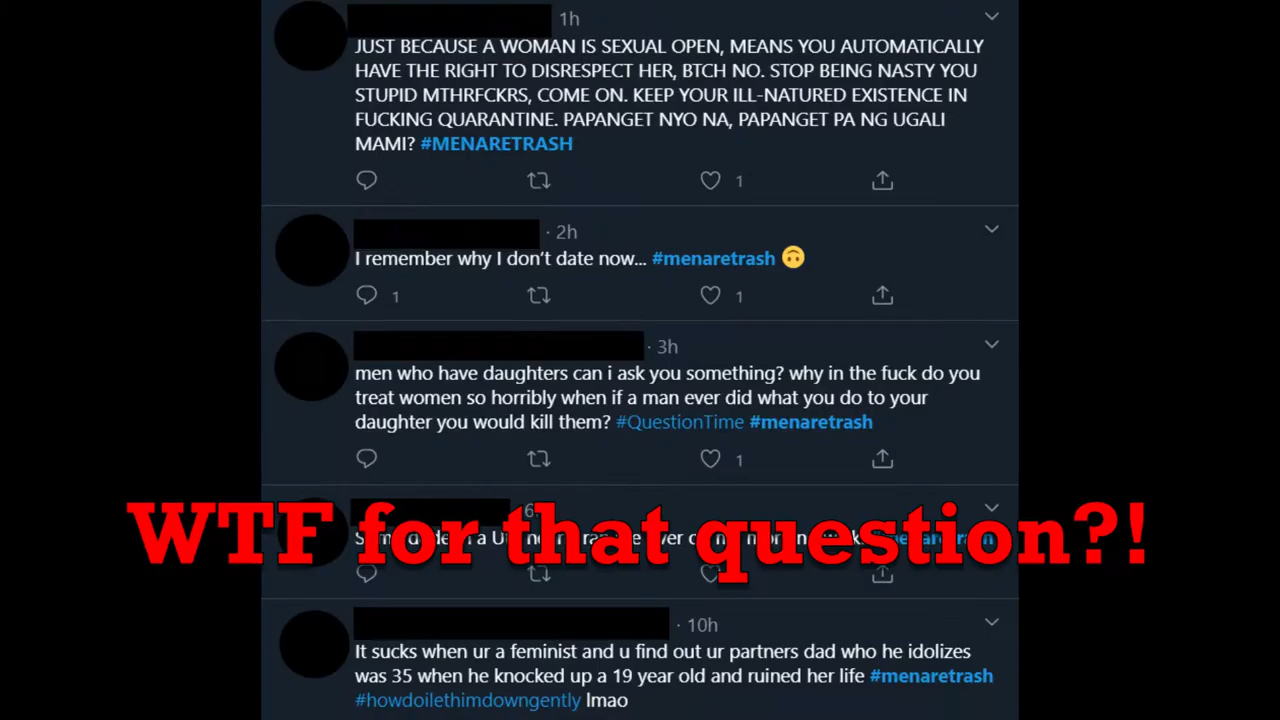 1h
JUST BECAUSE A WOMAN IS SEXUAL OPEN, MEANS YOU AUTOMATICALLY
HAVE THE RIGHT TO DISRESPECT HER, BTCH NO. STOP BEING NASTY YOU
STUPID MTHRFCKRS, COME ON. KEEP YOUR ILL-NATURED EXISTENCE IN
FUCKING QUARANTINE. PAPANGET NYO NA, PAPANGET PA NG UGALI
MAMI? #MENARETRASH
1
· 2h
I remember why I don't date now... #menaretrash 🙃
1 1
· 3h
men who have daughters can i ask you something? why in the fuck do you
treat women so horribly when if a man ever did what you do to your
daughter you would kill them? #QuestionTime #menaretrash
1
WTF for that question?!
· 10h
It sucks when ur a feminist and u find out ur partners dad who he idolizes
was 35 when he knocked up a 19 year old and ruined her life #menaretrash
#howdoilethimdowngently lmao